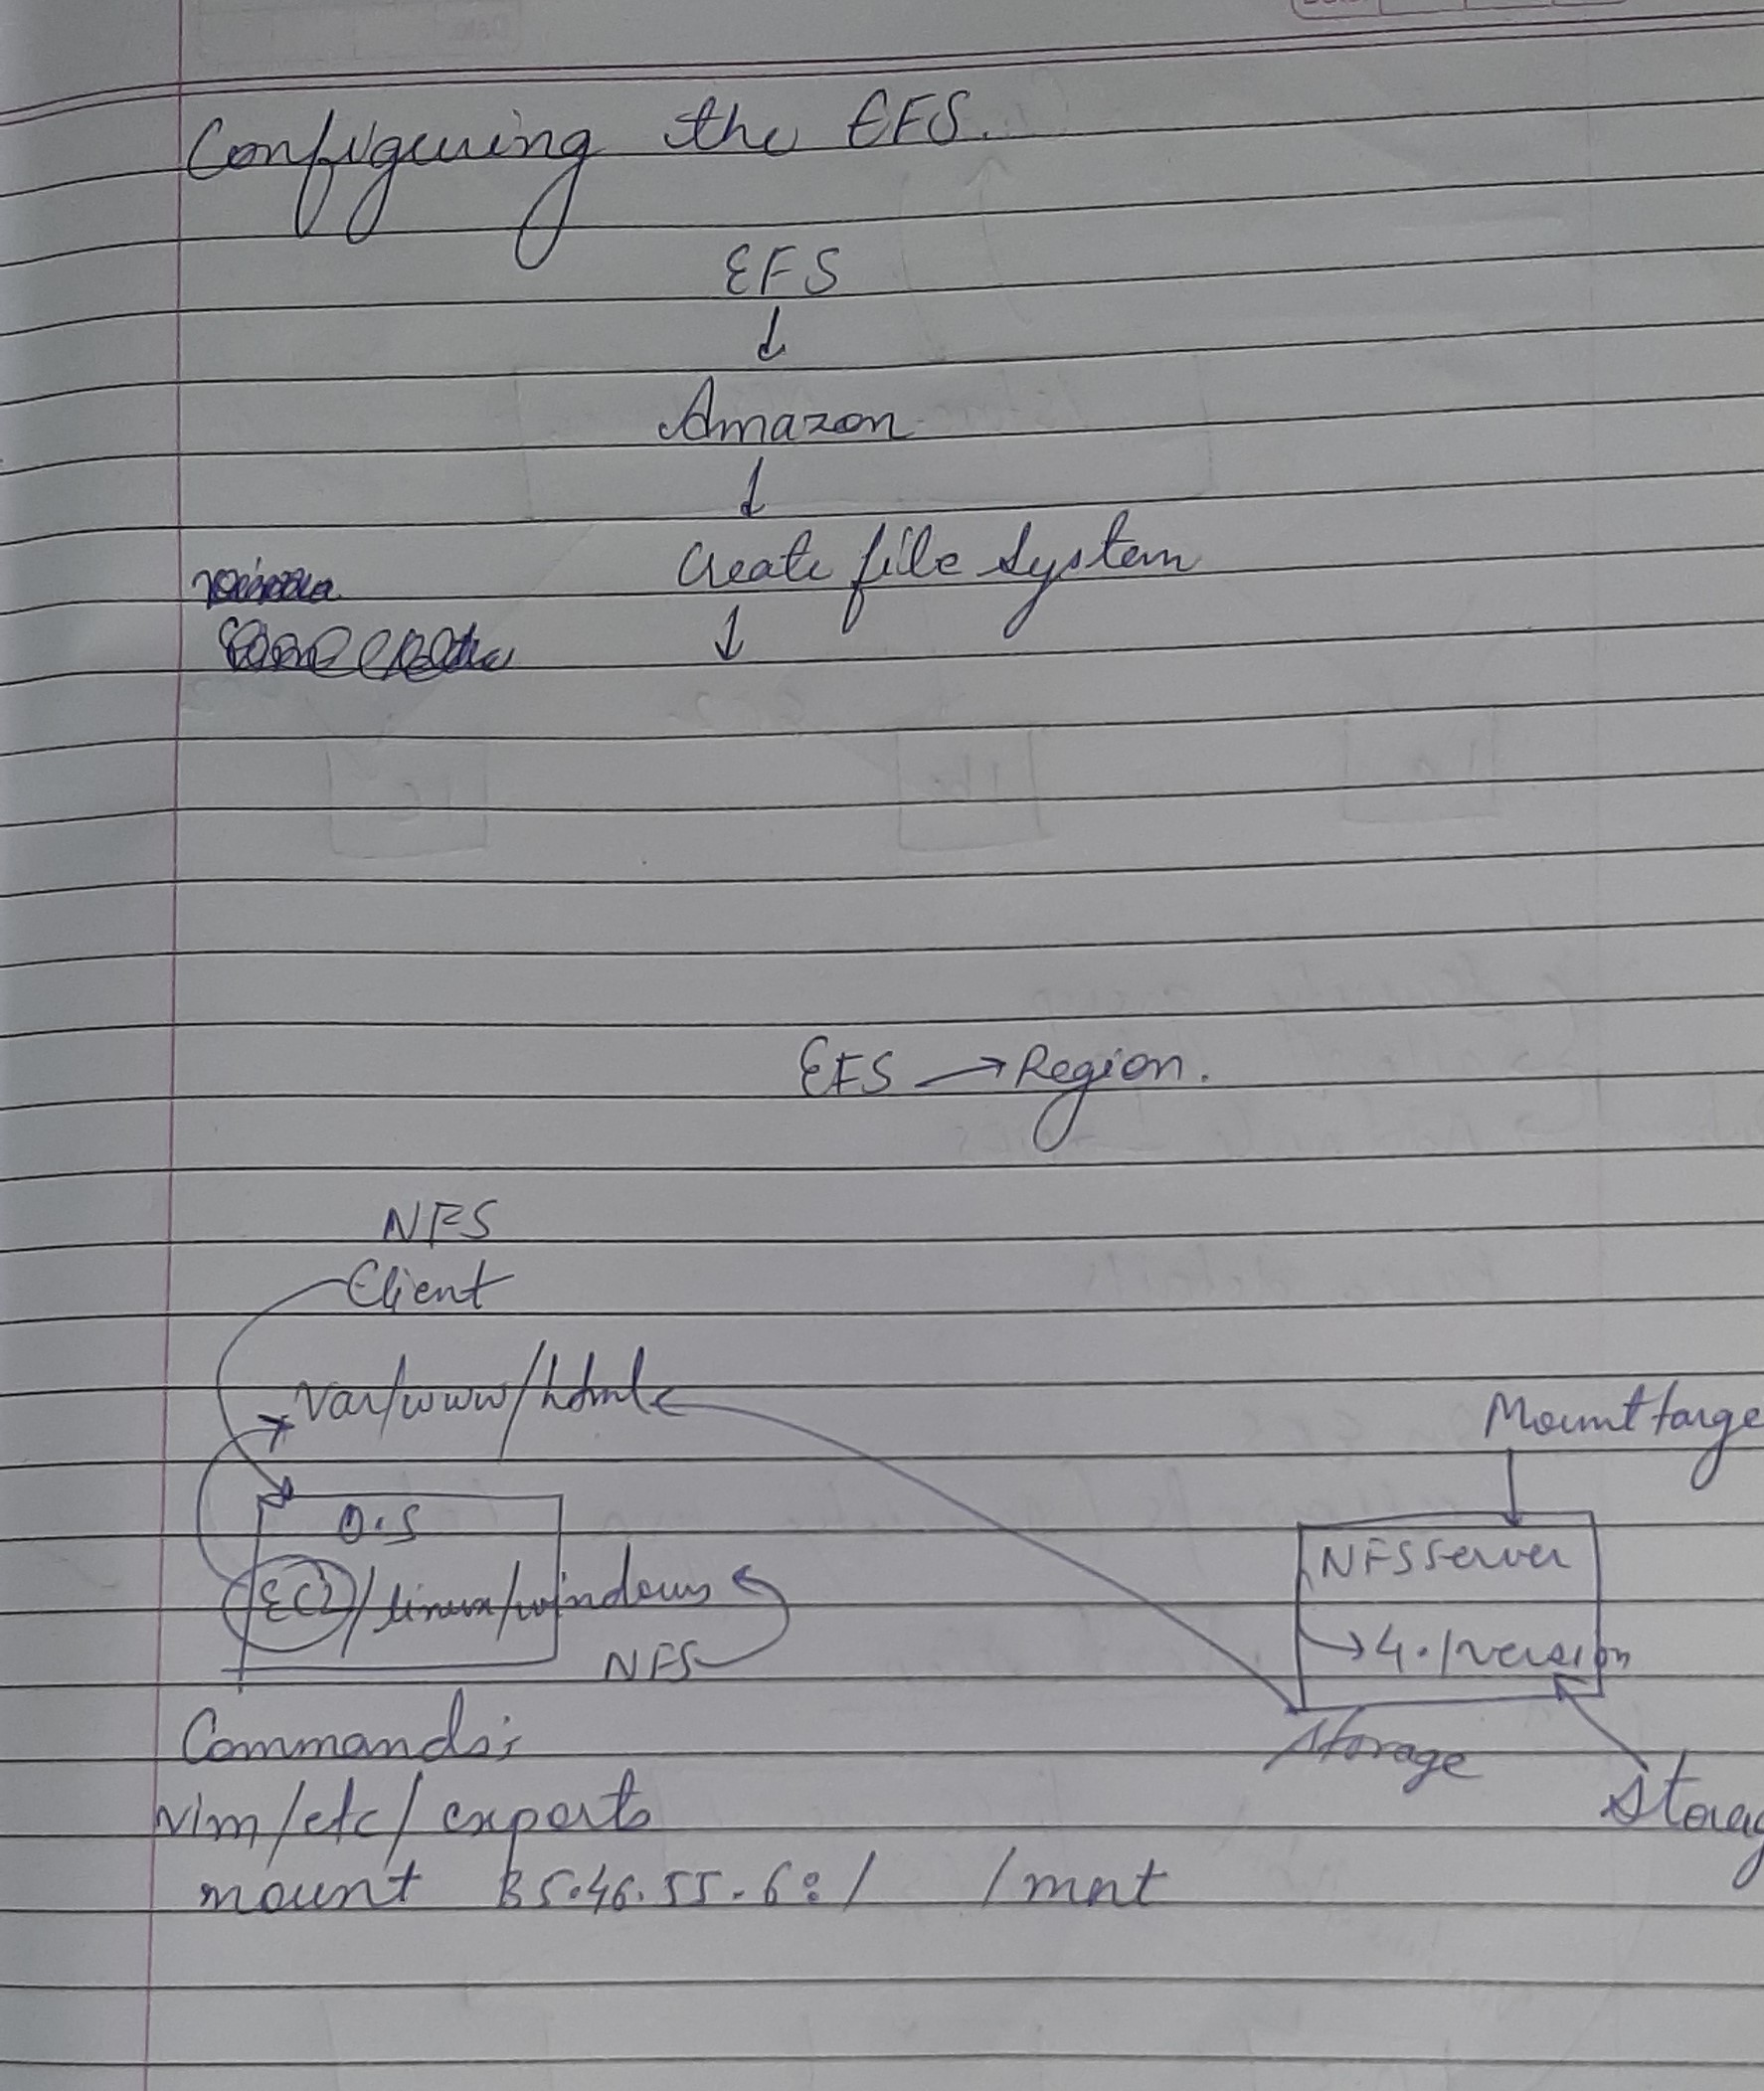 Configuring the EFS.
EFS
↓
Amazon
↓
Create file System
↓
EFS → Region.
NFS
Client
var/www/html
Mount targe
O.S
NFS Server
EC2/linux/windows
NFS
→ 4.1 version
Storage
Commands:
Storag
vim/etc/exports
mount 35.46.55.6:/ /mnt